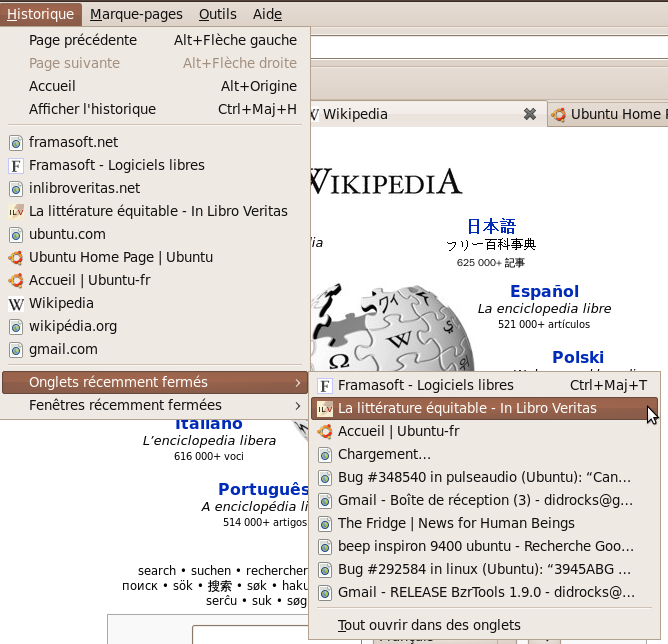 Historique Marque-pages Outils Aide
Page précédente Alt+Flèche gauche
Page suivante Alt+Flèche droite
Accueil Alt+Origine
Afficher l'historique Ctrl+Maj+H
framasoft.net
Framasoft - Logiciels libres
inlibroveritas.net
La littérature équitable - In Libro Veritas
ubuntu.com
Ubuntu Home Page | Ubuntu
Accueil | Ubuntu-fr
Wikipedia
wikipédia.org
gmail.com
Onglets récemment fermés
Fenêtres récemment fermées
Wikipedia Ubuntu Home P
WIKIPEDIA
日本語
フリー百科事典
625 000+ 記事
Español
La enciclopedia libre
521 000+ artículos
Polski
Framasoft - Logiciels libres Ctrl+Maj+T
La littérature équitable - In Libro Veritas
Accueil | Ubuntu-fr
Chargement…
Bug #348540 in pulseaudio (Ubuntu): “Can…
Gmail - Boîte de réception (3) - didrocks@g…
The Fridge | News for Human Beings
beep inspiron 9400 ubuntu - Recherche Goo…
Bug #292584 in linux (Ubuntu): “3945ABG …
Gmail - RELEASE BzrTools 1.9.0 - didrocks@…
Tout ouvrir dans des onglets
Italiano
L'enciclopedia libera
616 000+ voci
Português
A enciclopédia li
514 000+ artigos
search • suchen • rechercher
поиск • sök • 搜索 • søk • haku
serĉu • suk • søg